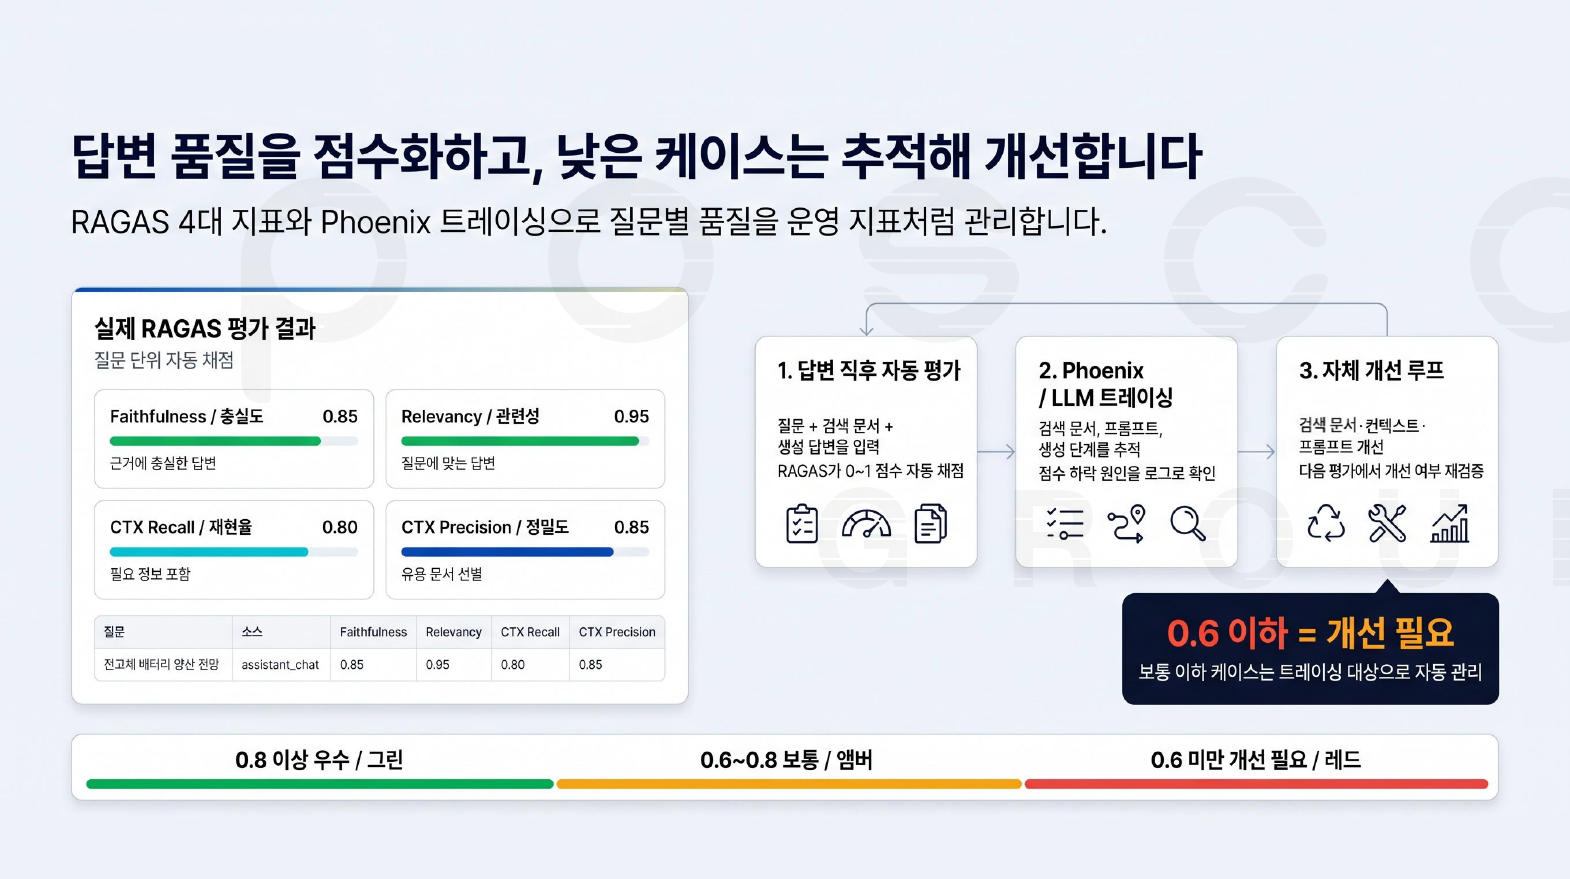 답변 품질을 점수화하고, 낮은 케이스는 추적해 개선합니다
RAGAS 4대 지표와 Phoenix 트레이싱으로 질문별 품질을 운영 지표처럼 관리합니다.
실제 RAGAS 평가 결과
질문 단위 자동 채점
Faithfulness / 충실도 0.85
근거에 충실한 답변
Relevancy / 관련성 0.95
질문에 맞는 답변
CTX Recall / 재현율 0.80
필요 정보 포함
CTX Precision / 정밀도 0.85
유용 문서 선별
질문 소스 Faithfulness Relevancy CTX Recall CTX Precision
전고체 배터리 양산 전망 assistant_chat 0.85 0.95 0.80 0.85
1. 답변 직후 자동 평가
질문 + 검색 문서 +
생성 답변을 입력
RAGAS가 0~1 점수 자동 채점
2. Phoenix
/ LLM 트레이싱
검색 문서, 프롬프트,
생성 단계를 추적
점수 하락 원인을 로그로 확인
3. 자체 개선 루프
검색 문서·컨텍스트·
프롬프트 개선
다음 평가에서 개선 여부 재검증
0.6 이하 = 개선 필요
보통 이하 케이스는 트레이싱 대상으로 자동 관리
0.8 이상 우수 / 그린
0.6~0.8 보통 / 앰버
0.6 미만 개선 필요 / 레드
posco
GROU